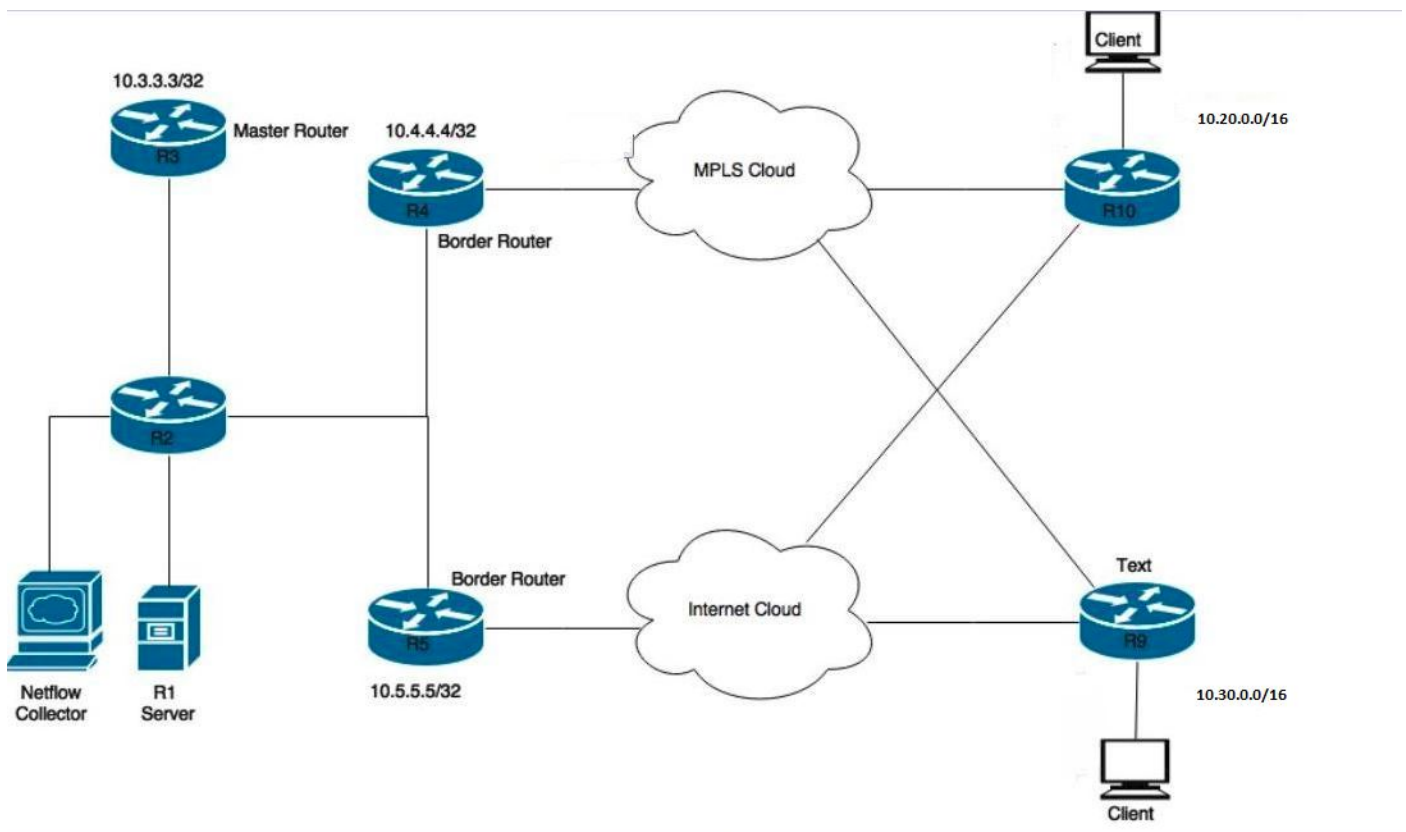 Client
10.3.3.3/32
10.20.0.0/16
Master Router
10.4.4.4/32
R3
MPLS Cloud
R4
R10
Border Router
R2
Border Router
Text
Internet Cloud
R5
R9
10.5.5.5/32
Netflow
Collector
R1
Server
10.30.0.0/16
Client